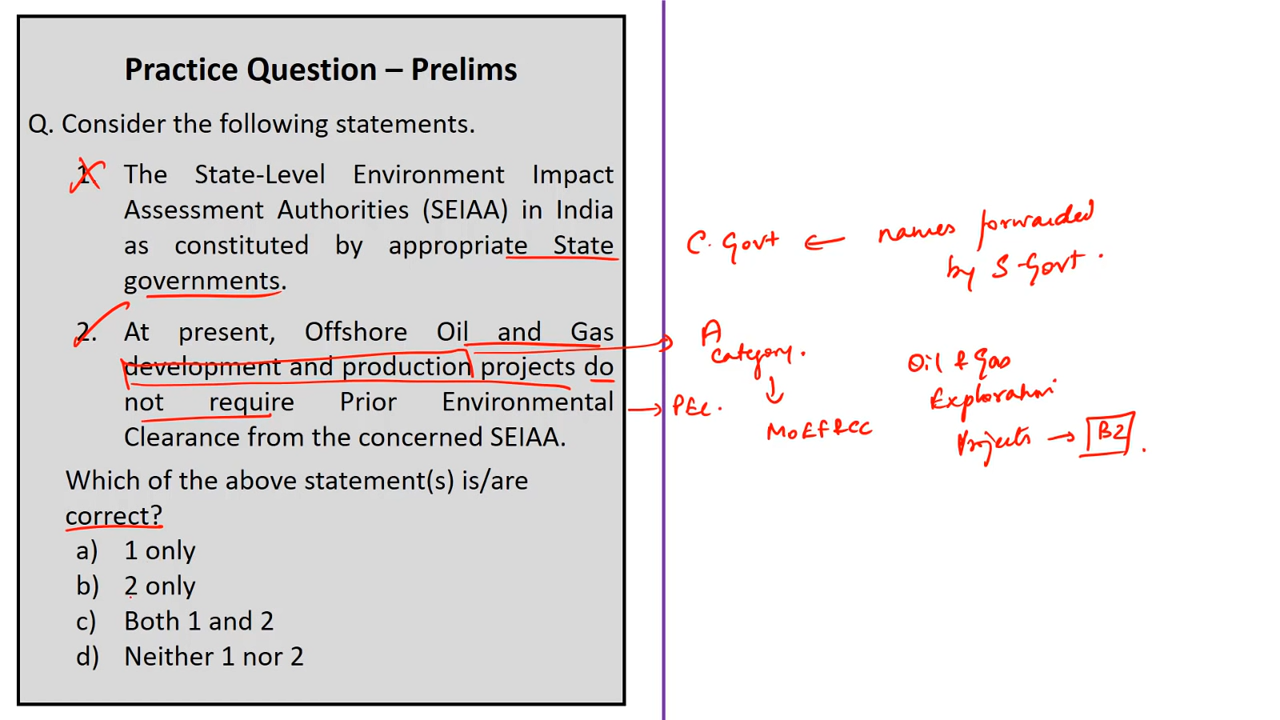 Practice Question – Prelims
Q. Consider the following statements.
1. The State-Level Environment Impact
Assessment Authorities (SEIAA) in India
as constituted by appropriate State
governments.
2. At present, Offshore Oil and Gas
development and production projects do
not require Prior Environmental
Clearance from the concerned SEIAA.
Which of the above statement(s) is/are
correct?
a) 1 only
b) 2 only
c) Both 1 and 2
d) Neither 1 nor 2
C. Govt ← names forwarded
by S-Govt.
A
category.
↓
MoEF&CC
PEC.
Oil & Gas
Exploration
Projects → B2.